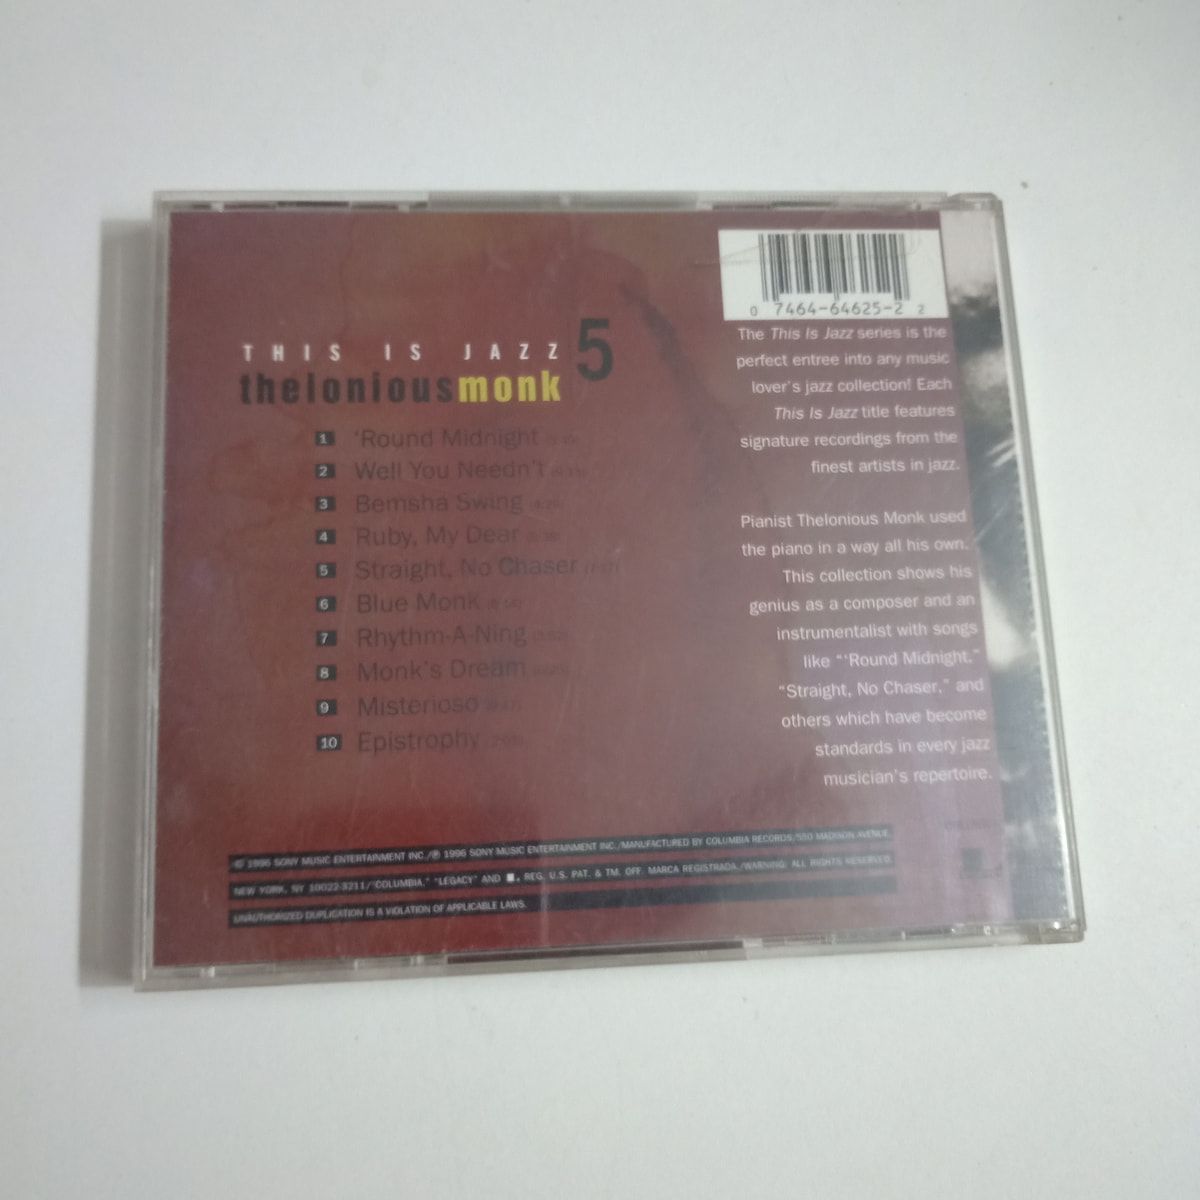 0 7464-64625-2 2
THIS IS JAZZ 5
theloniousmonk
1 'Round Midnight
2 Well You Needn't
3 Bemsha Swing
4 Ruby, My Dear
5 Straight, No Chaser
6 Blue Monk
7 Rhythm-A-Ning
8 Monk's Dream
9 Misterioso
10 Epistrophy
The This Is Jazz series is the
perfect entree into any music
lover's jazz collection! Each
This Is Jazz title features
signature recordings from the
finest artists in jazz.
Pianist Thelonious Monk used
the piano in a way all his own.
This collection shows his
genius as a composer and an
instrumentalist with songs
like "'Round Midnight,"
"Straight, No Chaser," and
others which have become
standards in every jazz
musician's repertoire.
© 1996 SONY MUSIC ENTERTAINMENT INC./℗ 1996 SONY MUSIC ENTERTAINMENT INC./MANUFACTURED BY COLUMBIA RECORDS/550 MADISON AVENUE,
NEW YORK, NY 10022-3211/"COLUMBIA," "LEGACY" AND ■, REG. U.S. PAT. & TM. OFF. MARCA REGISTRADA./WARNING: ALL RIGHTS RESERVED.
UNAUTHORIZED DUPLICATION IS A VIOLATION OF APPLICABLE LAWS.